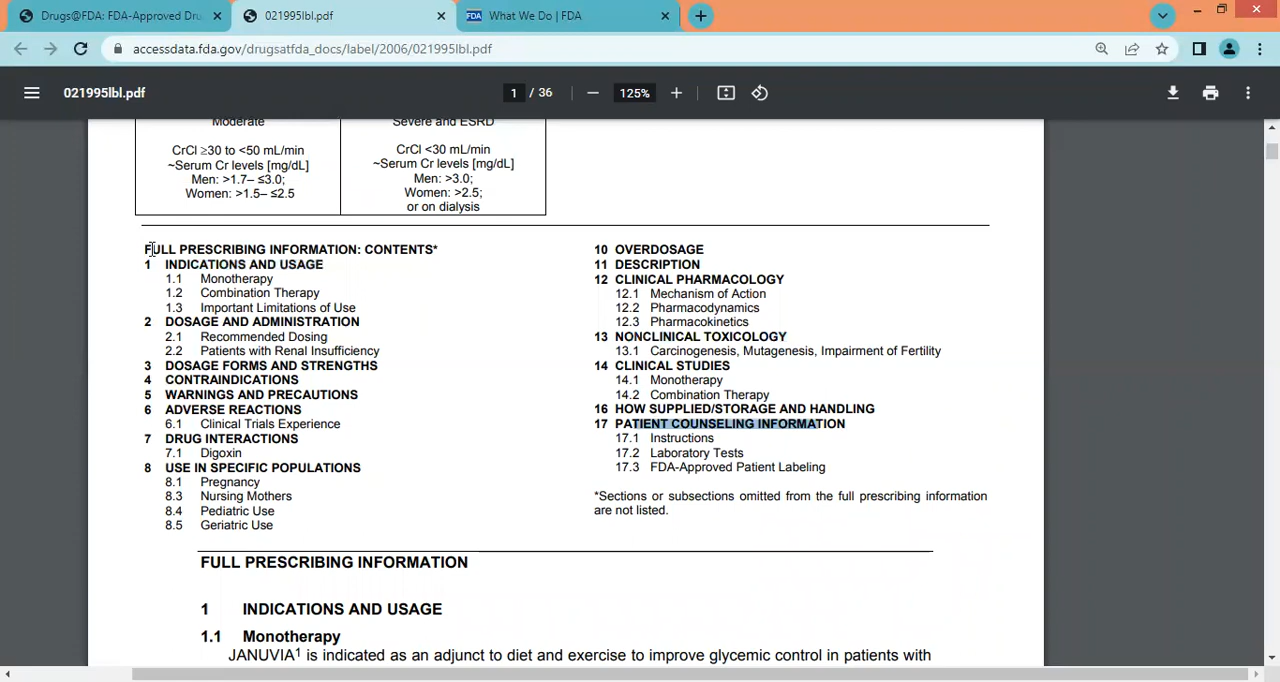 Drugs@FDA: FDA-Approved Dru
021995lbl.pdf
FDA What We Do | FDA
accessdata.fda.gov/drugsatfda_docs/label/2006/021995lbl.pdf
021995lbl.pdf
1 / 36
125%
Moderate
CrCl ≥30 to <50 mL/min
~Serum Cr levels [mg/dL]
Men: >1.7– ≤3.0;
Women: >1.5– ≤2.5
Severe and ESRD
CrCl <30 mL/min
~Serum Cr levels [mg/dL]
Men: >3.0;
Women: >2.5;
or on dialysis
FULL PRESCRIBING INFORMATION: CONTENTS*
1 INDICATIONS AND USAGE
1.1 Monotherapy
1.2 Combination Therapy
1.3 Important Limitations of Use
2 DOSAGE AND ADMINISTRATION
2.1 Recommended Dosing
2.2 Patients with Renal Insufficiency
3 DOSAGE FORMS AND STRENGTHS
4 CONTRAINDICATIONS
5 WARNINGS AND PRECAUTIONS
6 ADVERSE REACTIONS
6.1 Clinical Trials Experience
7 DRUG INTERACTIONS
7.1 Digoxin
8 USE IN SPECIFIC POPULATIONS
8.1 Pregnancy
8.3 Nursing Mothers
8.4 Pediatric Use
8.5 Geriatric Use
10 OVERDOSAGE
11 DESCRIPTION
12 CLINICAL PHARMACOLOGY
12.1 Mechanism of Action
12.2 Pharmacodynamics
12.3 Pharmacokinetics
13 NONCLINICAL TOXICOLOGY
13.1 Carcinogenesis, Mutagenesis, Impairment of Fertility
14 CLINICAL STUDIES
14.1 Monotherapy
14.2 Combination Therapy
16 HOW SUPPLIED/STORAGE AND HANDLING
17 PATIENT COUNSELING INFORMATION
17.1 Instructions
17.2 Laboratory Tests
17.3 FDA-Approved Patient Labeling
*Sections or subsections omitted from the full prescribing information
are not listed.
FULL PRESCRIBING INFORMATION
1 INDICATIONS AND USAGE
1.1 Monotherapy
JANUVIA¹ is indicated as an adjunct to diet and exercise to improve glycemic control in patients with